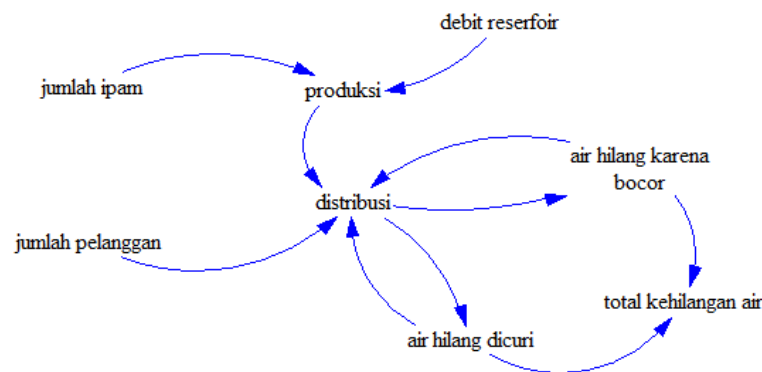 debit reserfoir
jumlah ipam
produksi
air hilang karena
bocor
distribusi
jumlah pelanggan
total kehilangan air
air hilang dicuri